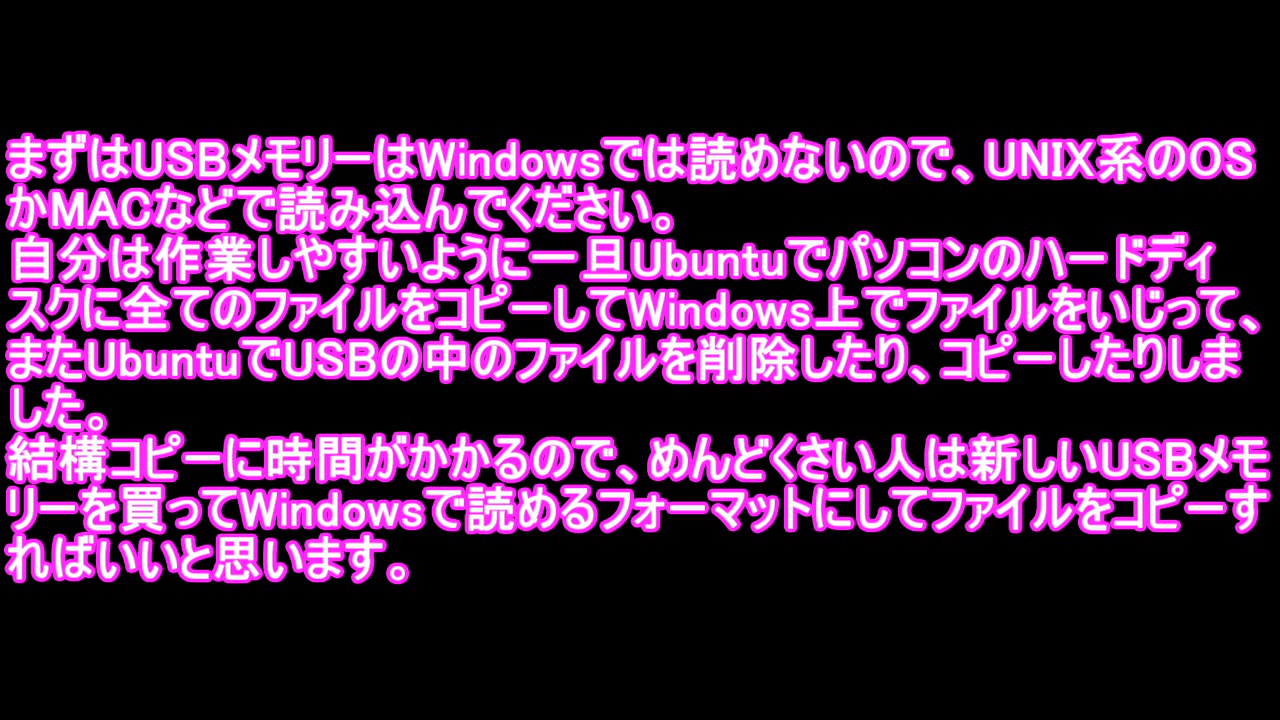 まずはUSBメモリーはWindowsでは読めないので、UNIX系のOS
かMACなどで読み込んでください。
自分は作業しやすいように一旦Ubuntuでパソコンのハードディ
スクに全てのファイルをコピーしてWindows上でファイルをいじって、
またUbuntuでUSBの中のファイルを削除したり、コピーしたりしま
した。
結構コピーに時間がかかるので、めんどくさい人は新しいUSBメモ
リーを買ってWindowsで読めるフォーマットにしてファイルをコピーす
ればいいと思います。